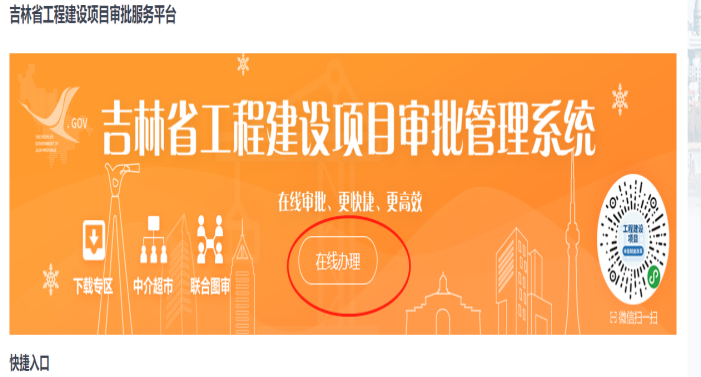 吉林省工程建设项目审批服务平台
.GOV
吉林省工程建设项目审批管理系统
在线审批、更快捷、更高效
在线办理
下载专区
中介超市
联合图审
工程建设
项目
微信扫一扫
快捷入口